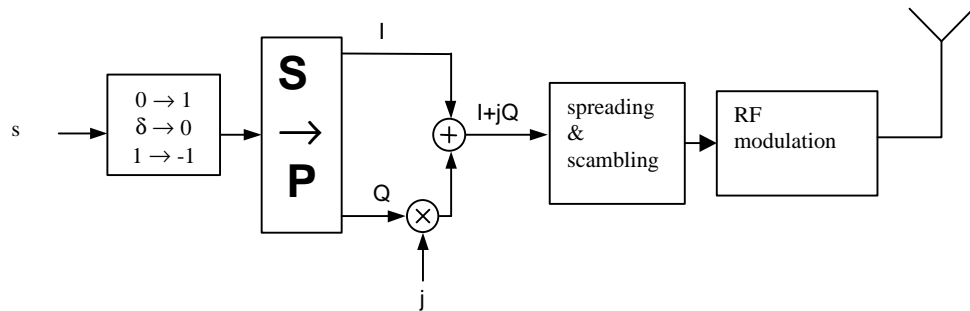 s
0 → 1
δ → 0
1 → -1
S
→
P
I
Q
+
×
j
I+jQ
spreading
&
scambling
RF
modulation